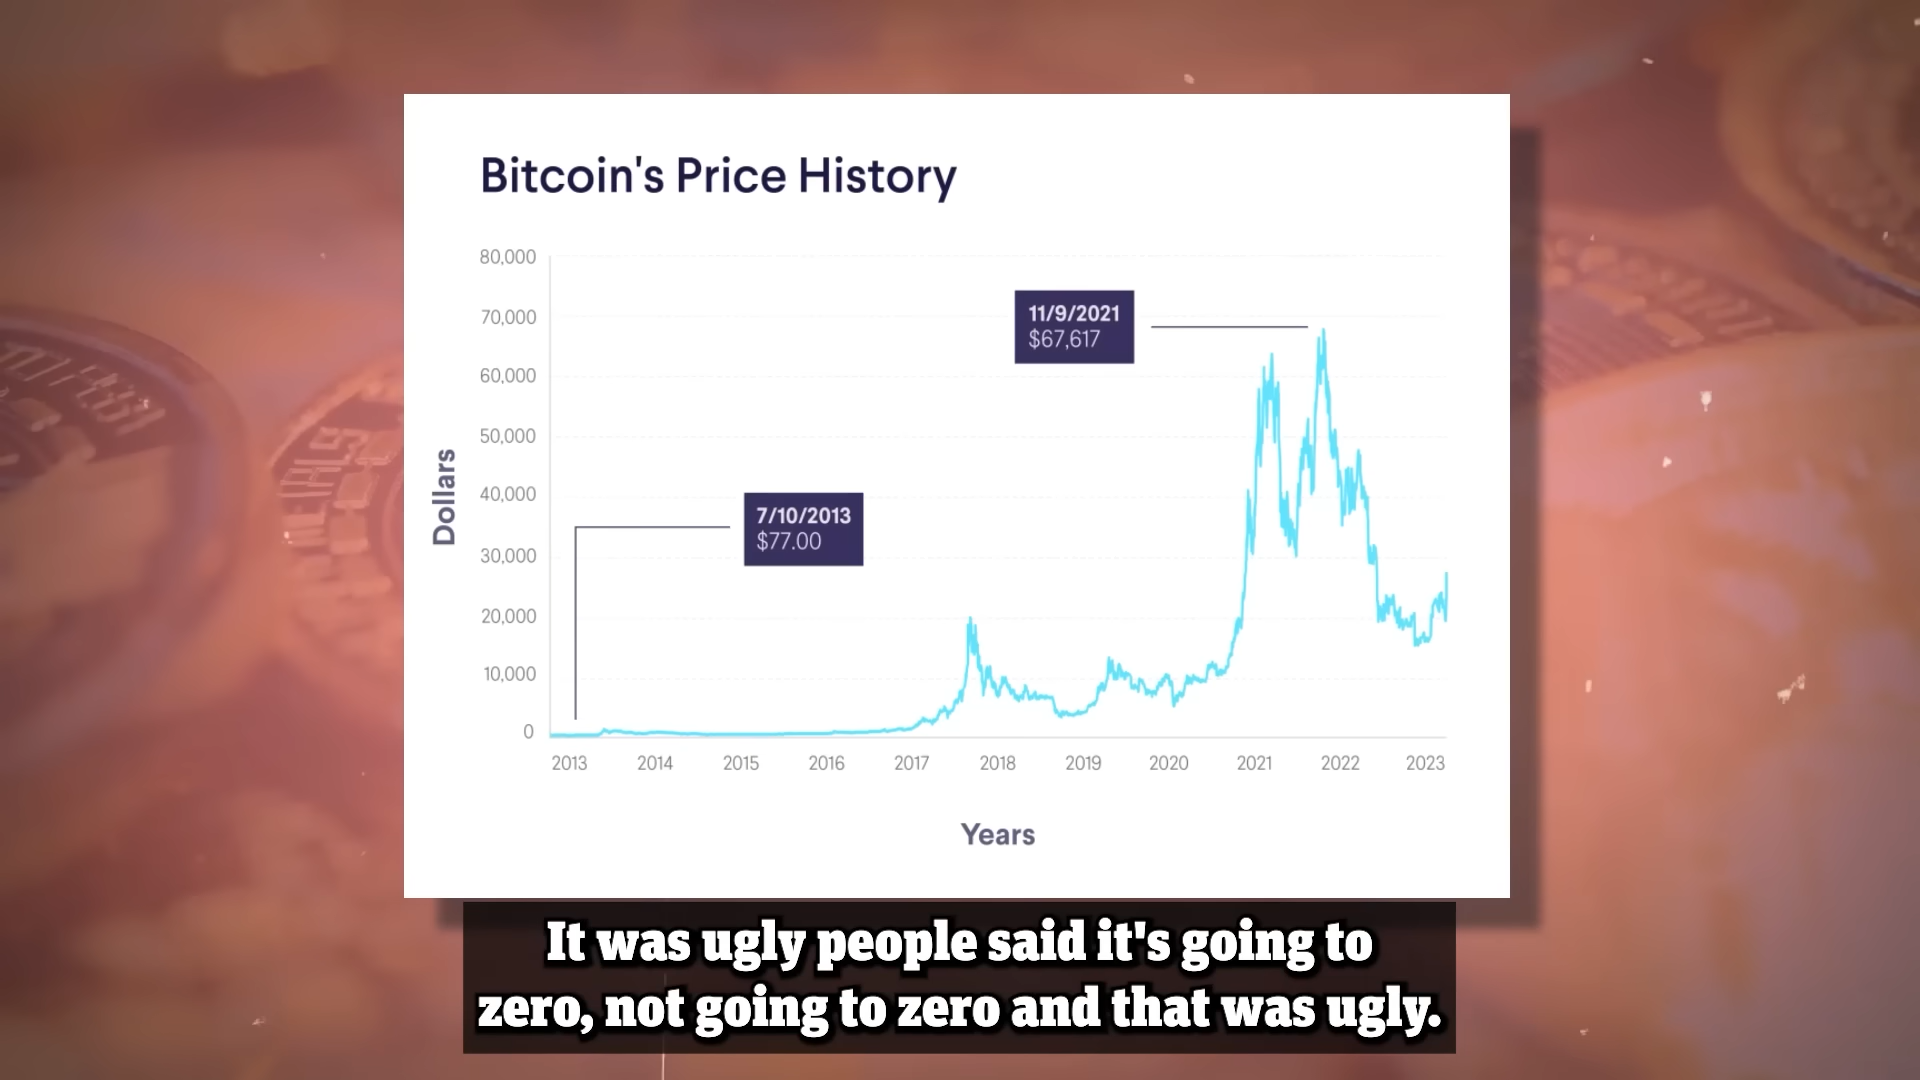 Bitcoin's Price History
80,000
70,000
60,000
50,000
40,000
30,000
20,000
10,000
0
Dollars
11/9/2021
$67,617
7/10/2013
$77.00
2013 2014 2015 2016 2017 2018 2019 2020 2021 2022 2023
Years
It was ugly people said it's going to
zero, not going to zero and that was ugly.